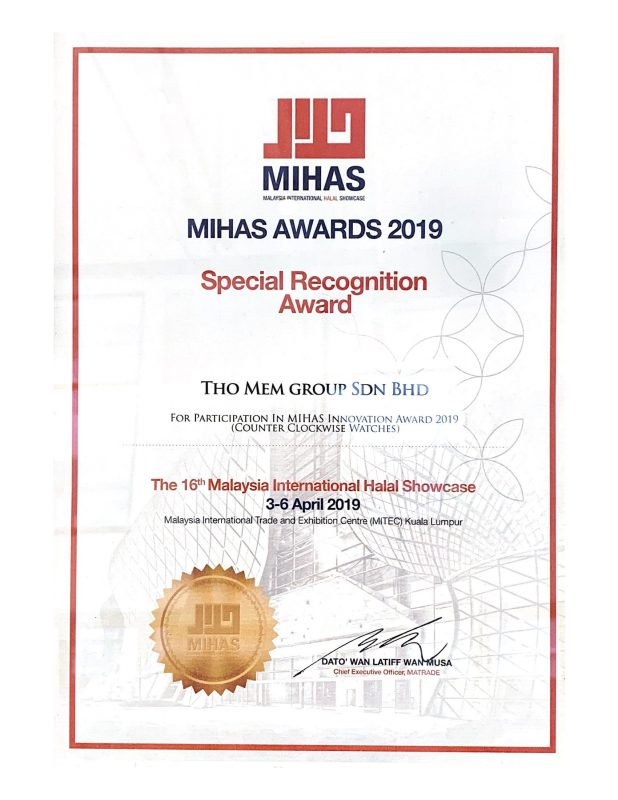 حلال
MIHAS
MALAYSIA INTERNATIONAL HALAL SHOWCASE
MIHAS AWARDS 2019
Special Recognition
Award
THO MEM GROUP SDN BHD
FOR PARTICIPATION IN MIHAS INNOVATION AWARD 2019
(COUNTER CLOCKWISE WATCHES)
The 16th Malaysia International Halal Showcase
3-6 April 2019
Malaysia International Trade and Exhibition Centre (MITEC) Kuala Lumpur
حلال
MIHAS
DATO' WAN LATIFF WAN MUSA
Chief Executive Officer, MATRADE